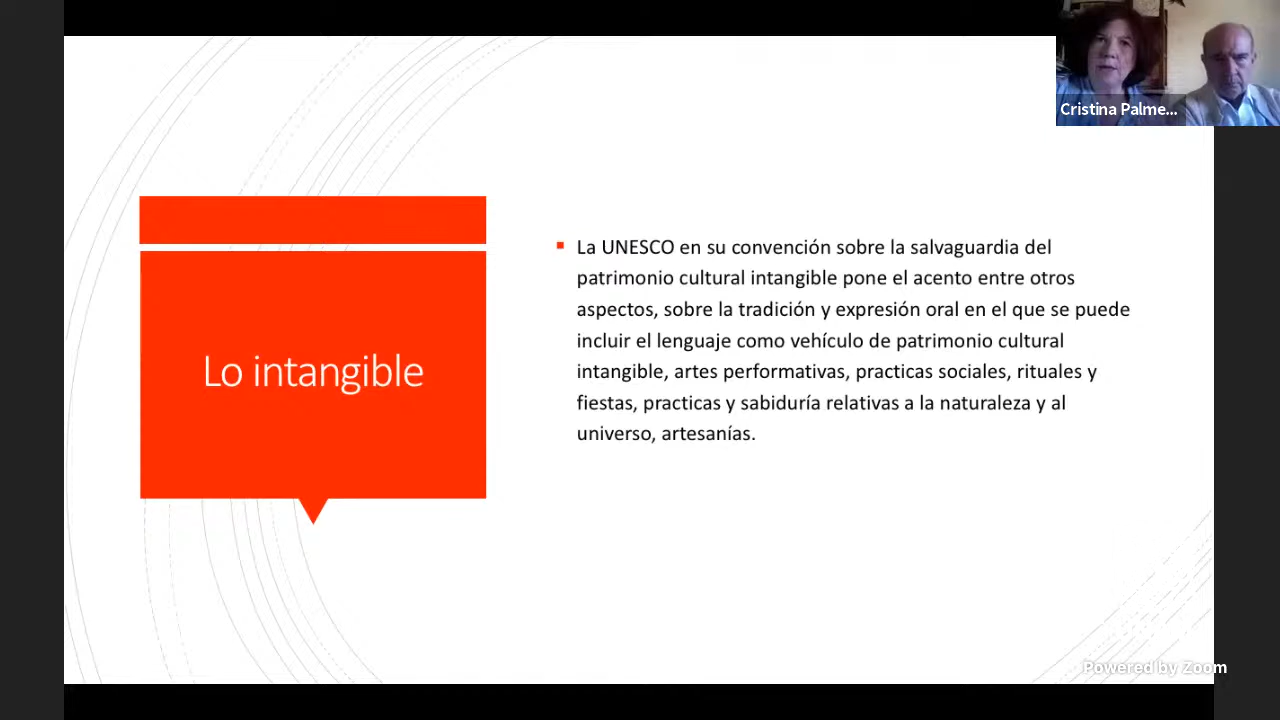 Cristina Palme...
Lo intangible
La UNESCO en su convención sobre la salvaguardia del
patrimonio cultural intangible pone el acento entre otros
aspectos, sobre la tradición y expresión oral en el que se puede
incluir el lenguaje como vehículo de patrimonio cultural
intangible, artes performativas, practicas sociales, rituales y
fiestas, practicas y sabiduría relativas a la naturaleza y al
universo, artesanías.
Powered by Zoom